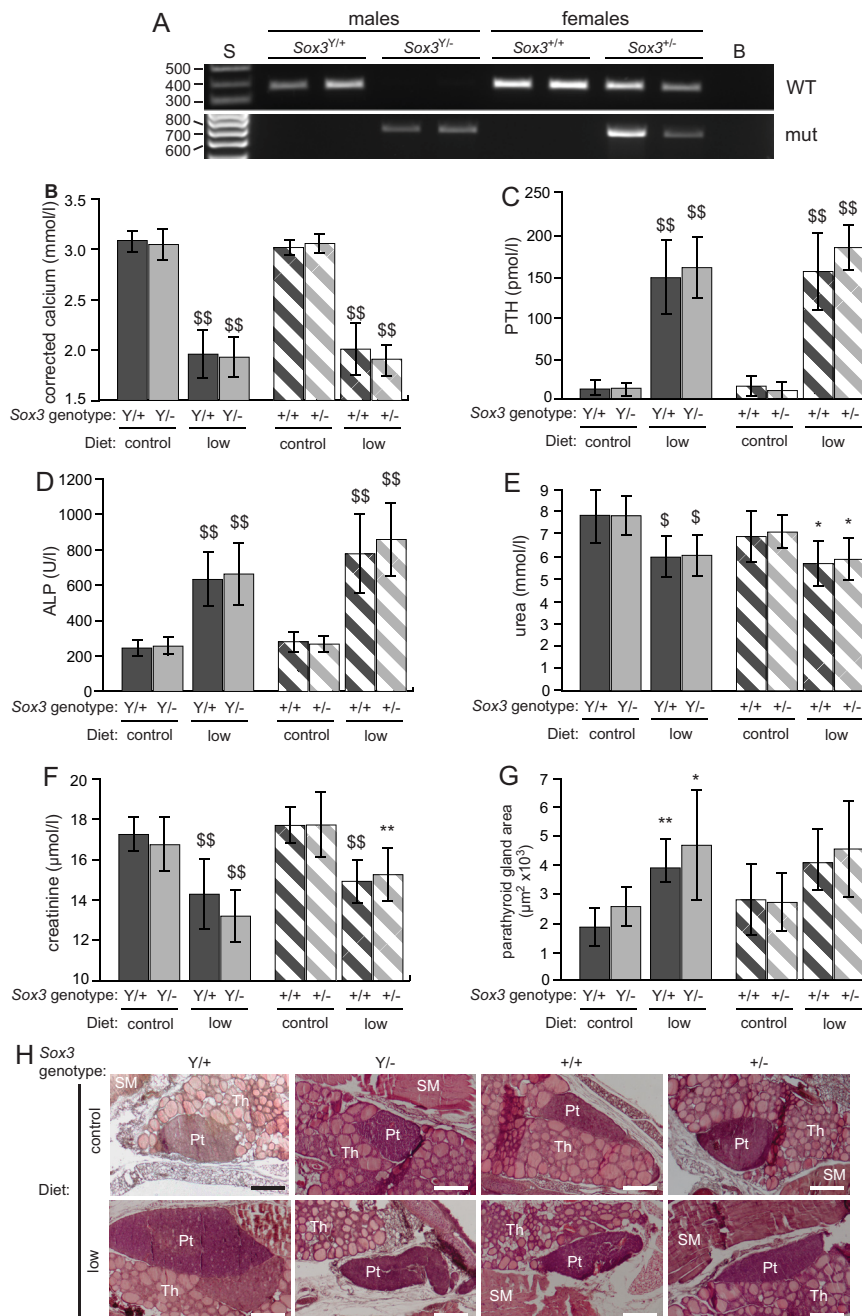 A
males
females
S
Sox3Y/+
Sox3Y/-
Sox3+/+
Sox3+/-
B
500
400
300
WT
800
700
600
mut
B
corrected calcium (mmol/l)
3.5
3.0
2.5
2.0
1.5
$$ $$
$$ $$
Sox3 genotype: Y/+ Y/- Y/+ Y/- +/+ +/- +/+ +/-
Diet: control low control low
C
PTH (pmol/l)
250
200
150
100
50
0
$$ $$
$$ $$
Y/+ Y/- Y/+ Y/- +/+ +/- +/+ +/-
control low control low
D
ALP (U/l)
1200
1000
800
600
400
200
0
$$ $$
$$ $$
Sox3 genotype: Y/+ Y/- Y/+ Y/- +/+ +/- +/+ +/-
Diet: control low control low
E
urea (mmol/l)
9
8
7
6
5
4
3
2
1
0
$ $
* *
Sox3 genotype: Y/+ Y/- Y/+ Y/- +/+ +/- +/+ +/-
Diet: control low control low
F
creatinine (µmol/l)
20
18
16
14
12
10
$$ $$
$$ **
Sox3 genotype: Y/+ Y/- Y/+ Y/- +/+ +/- +/+ +/-
Diet: control low control low
G
parathyroid gland area
(µm² x10³)
7
6
5
4
3
2
1
0
** *
Sox3 genotype: Y/+ Y/- Y/+ Y/- +/+ +/- +/+ +/-
Diet: control low control low
H
Sox3
genotype:
Y/+ Y/- +/+ +/-
Diet:
control
SM Th Pt
SM Pt Th
Pt Th
Pt Th SM
low
Pt Th
Th Pt
Th Pt SM
SM Pt Th